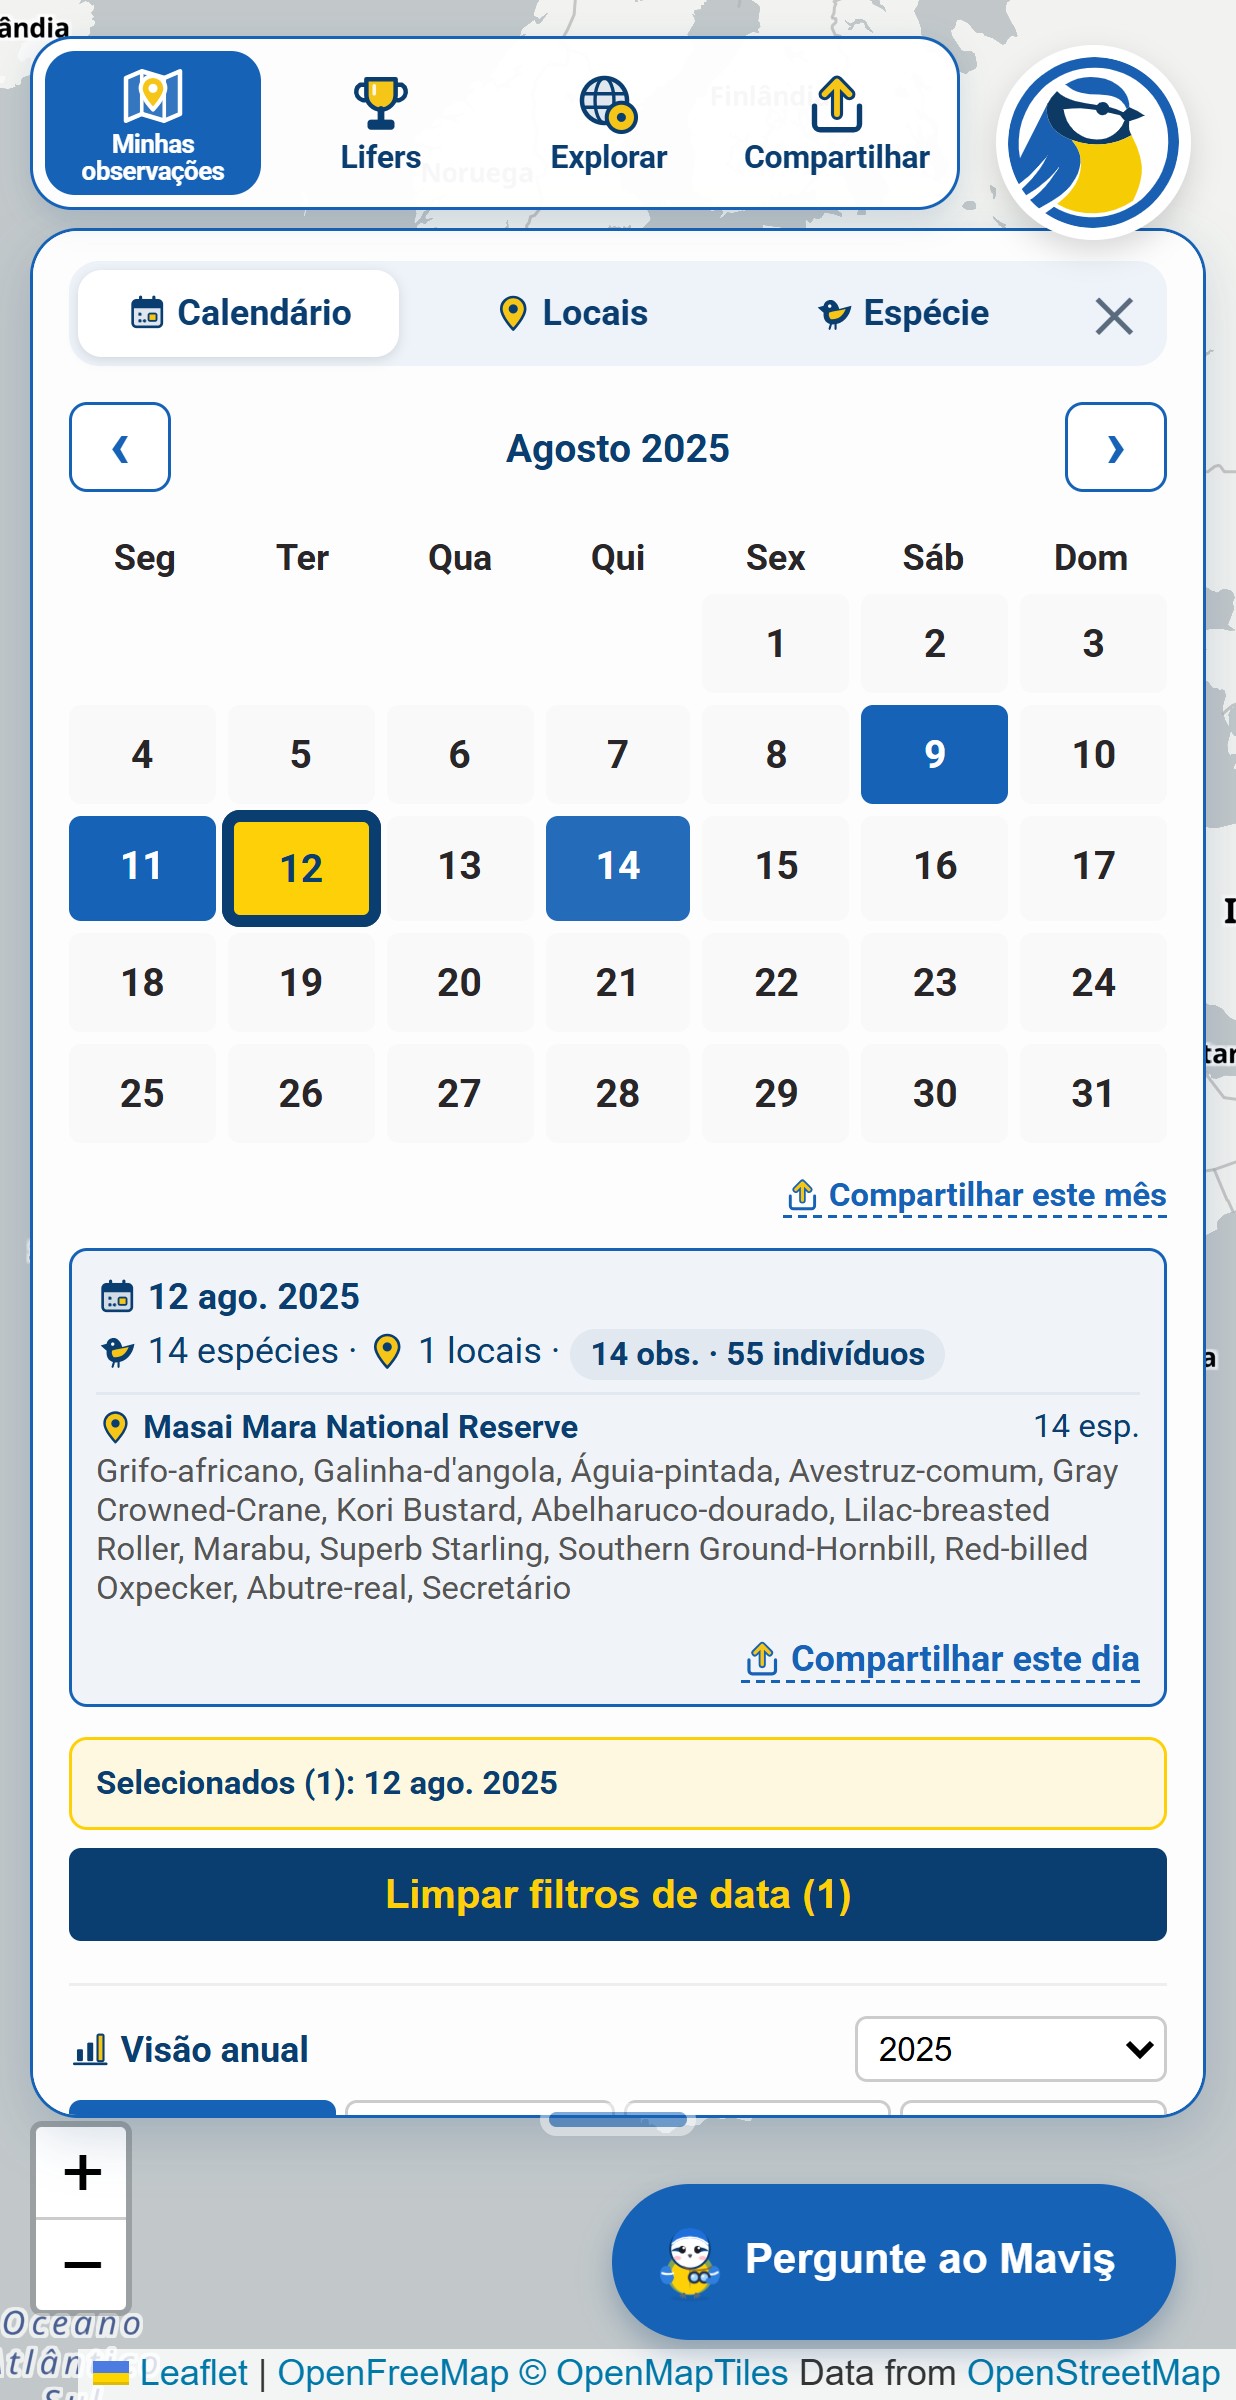 ândia
Minhas
observações
Lifers
Explorar
Compartilhar
Finlândi
Noruega
Calendário
Locais
Espécie
Agosto 2025
Seg Ter Qua Qui Sex Sáb Dom
1 2 3
4 5 6 7 8 9 10
11 12 13 14 15 16 17
18 19 20 21 22 23 24
25 26 27 28 29 30 31
Compartilhar este mês
12 ago. 2025
14 espécies · 1 locais · 14 obs. · 55 indivíduos
Masai Mara National Reserve 14 esp.
Grifo-africano, Galinha-d'angola, Águia-pintada, Avestruz-comum, Gray
Crowned-Crane, Kori Bustard, Abelharuco-dourado, Lilac-breasted
Roller, Marabu, Superb Starling, Southern Ground-Hornbill, Red-billed
Oxpecker, Abutre-real, Secretário
Compartilhar este dia
Selecionados (1): 12 ago. 2025
Limpar filtros de data (1)
Visão anual
2025
+
−
Pergunte ao Maviş
Oceano
Leaflet | OpenFreeMap © OpenMapTiles Data from OpenStreetMap